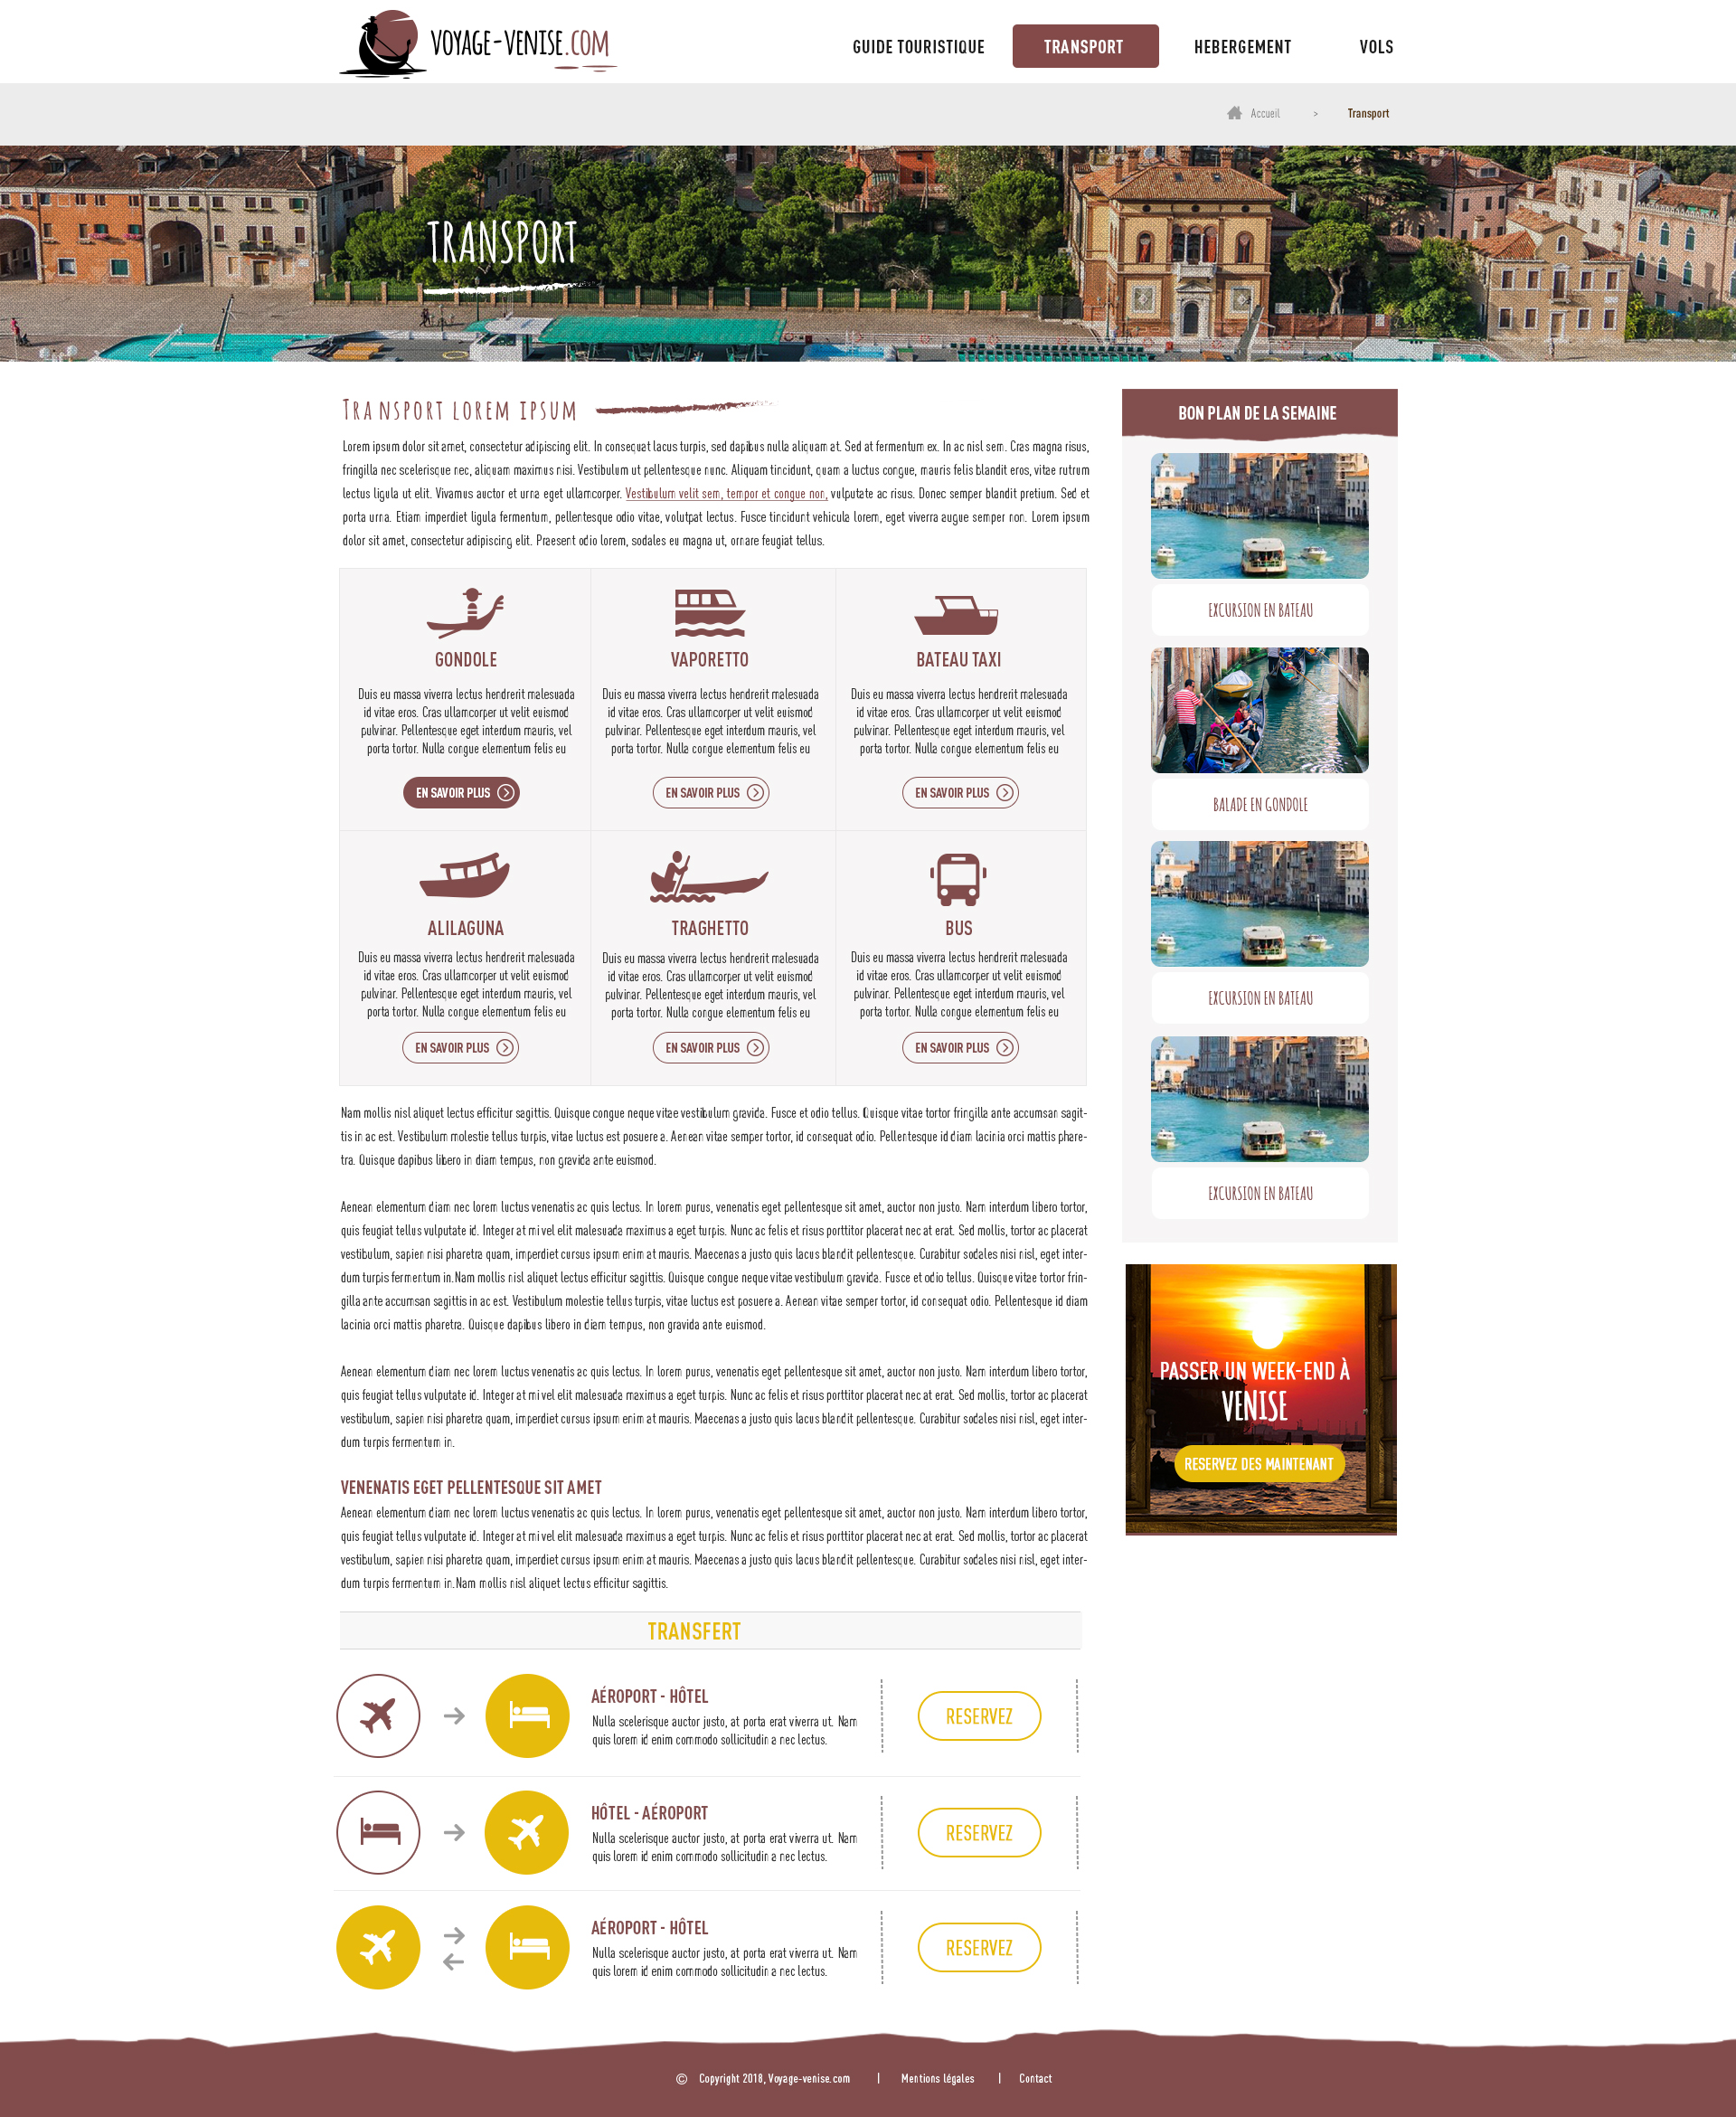 VOYAGE-VENISE.COM
GUIDE TOURISTIQUE
TRANSPORT
HEBERGEMENT
VOLS
Accueil > Transport
TRANSPORT
TRANSPORT LOREM IPSUM
Lorem ipsum dolor sit amet, consectetur adipiscing elit. In consequat lacus turpis, sed dapibus nulla aliquam at. Sed at fermentum ex. In ac nisl sem. Cras magna risus,
fringilla nec scelerisque nec, aliquam maximus nisi. Vestibulum ut pellentesque nunc. Aliquam tincidunt, quam a luctus congue, mauris felis blandit eros, vitae rutrum
lectus ligula ut elit. Vivamus auctor et urna eget ullamcorper. Vestibulum velit sem, tempor et congue non, vulputate ac risus. Donec semper blandit pretium. Sed et
porta urna. Etiam imperdiet ligula fermentum, pellentesque odio vitae, volutpat lectus. Fusce tincidunt vehicula lorem, eget viverra augue semper non. Lorem ipsum
dolor sit amet, consectetur adipiscing elit. Praesent odio lorem, sodales eu magna ut, ornare feugiat tellus.
GONDOLE
Duis eu massa viverra lectus hendrerit malesuada
id vitae eros. Cras ullamcorper ut velit euismod
pulvinar. Pellentesque eget interdum mauris, vel
porta tortor. Nulla congue elementum felis eu
EN SAVOIR PLUS
VAPORETTO
Duis eu massa viverra lectus hendrerit malesuada
id vitae eros. Cras ullamcorper ut velit euismod
pulvinar. Pellentesque eget interdum mauris, vel
porta tortor. Nulla congue elementum felis eu
EN SAVOIR PLUS
BATEAU TAXI
Duis eu massa viverra lectus hendrerit malesuada
id vitae eros. Cras ullamcorper ut velit euismod
pulvinar. Pellentesque eget interdum mauris, vel
porta tortor. Nulla congue elementum felis eu
EN SAVOIR PLUS
ALILAGUNA
Duis eu massa viverra lectus hendrerit malesuada
id vitae eros. Cras ullamcorper ut velit euismod
pulvinar. Pellentesque eget interdum mauris, vel
porta tortor. Nulla congue elementum felis eu
EN SAVOIR PLUS
TRAGHETTO
Duis eu massa viverra lectus hendrerit malesuada
id vitae eros. Cras ullamcorper ut velit euismod
pulvinar. Pellentesque eget interdum mauris, vel
porta tortor. Nulla congue elementum felis eu
EN SAVOIR PLUS
BUS
Duis eu massa viverra lectus hendrerit malesuada
id vitae eros. Cras ullamcorper ut velit euismod
pulvinar. Pellentesque eget interdum mauris, vel
porta tortor. Nulla congue elementum felis eu
EN SAVOIR PLUS
Nam mollis nisl aliquet lectus efficitur sagittis. Quisque congue neque vitae vestibulum gravida. Fusce et odio tellus. Quisque vitae tortor fringilla ante accumsan sagit-
tis in ac est. Vestibulum molestie tellus turpis, vitae luctus est posuere a. Aenean vitae semper tortor, id consequat odio. Pellentesque id diam lacinia orci mattis phare-
tra. Quisque dapibus libero in diam tempus, non gravida ante euismod.
Aenean elementum diam nec lorem luctus venenatis ac quis lectus. In lorem purus, venenatis eget pellentesque sit amet, auctor non justo. Nam interdum libero tortor,
quis feugiat tellus vulputate id. Integer at mi vel elit malesuada maximus a eget turpis. Nunc ac felis et risus porttitor placerat nec at erat. Sed mollis, tortor ac placerat
vestibulum, sapien nisi pharetra quam, imperdiet cursus ipsum enim at mauris. Maecenas a justo quis lacus blandit pellentesque. Curabitur sodales nisi nisl, eget inter-
dum turpis fermentum in.Nam mollis nisl aliquet lectus efficitur sagittis. Quisque congue neque vitae vestibulum gravida. Fusce et odio tellus. Quisque vitae tortor frin-
gilla ante accumsan sagittis in ac est. Vestibulum molestie tellus turpis, vitae luctus est posuere a. Aenean vitae semper tortor, id consequat odio. Pellentesque id diam
lacinia orci mattis pharetra. Quisque dapibus libero in diam tempus, non gravida ante euismod.
Aenean elementum diam nec lorem luctus venenatis ac quis lectus. In lorem purus, venenatis eget pellentesque sit amet, auctor non justo. Nam interdum libero tortor,
quis feugiat tellus vulputate id. Integer at mi vel elit malesuada maximus a eget turpis. Nunc ac felis et risus porttitor placerat nec at erat. Sed mollis, tortor ac placerat
vestibulum, sapien nisi pharetra quam, imperdiet cursus ipsum enim at mauris. Maecenas a justo quis lacus blandit pellentesque. Curabitur sodales nisi nisl, eget inter-
dum turpis fermentum in.
VENENATIS EGET PELLENTESQUE SIT AMET
Aenean elementum diam nec lorem luctus venenatis ac quis lectus. In lorem purus, venenatis eget pellentesque sit amet, auctor non justo. Nam interdum libero tortor,
quis feugiat tellus vulputate id. Integer at mi vel elit malesuada maximus a eget turpis. Nunc ac felis et risus porttitor placerat nec at erat. Sed mollis, tortor ac placerat
vestibulum, sapien nisi pharetra quam, imperdiet cursus ipsum enim at mauris. Maecenas a justo quis lacus blandit pellentesque. Curabitur sodales nisi nisl, eget inter-
dum turpis fermentum in.Nam mollis nisl aliquet lectus efficitur sagittis.
TRANSFERT
AÉROPORT - HÔTEL
Nulla scelerisque auctor justo, at porta erat viverra ut. Nam
quis lorem id enim commodo sollicitudin a nec lectus.
RESERVEZ
HÔTEL - AÉROPORT
Nulla scelerisque auctor justo, at porta erat viverra ut. Nam
quis lorem id enim commodo sollicitudin a nec lectus.
RESERVEZ
AÉROPORT - HÔTEL
Nulla scelerisque auctor justo, at porta erat viverra ut. Nam
quis lorem id enim commodo sollicitudin a nec lectus.
RESERVEZ
BON PLAN DE LA SEMAINE
EXCURSION EN BATEAU
BALADE EN GONDOLE
EXCURSION EN BATEAU
EXCURSION EN BATEAU
PASSER UN WEEK-END À
VENISE
RESERVEZ DES MAINTENANT
© Copyright 2018, Voyage-venise.com | Mentions légales | Contact